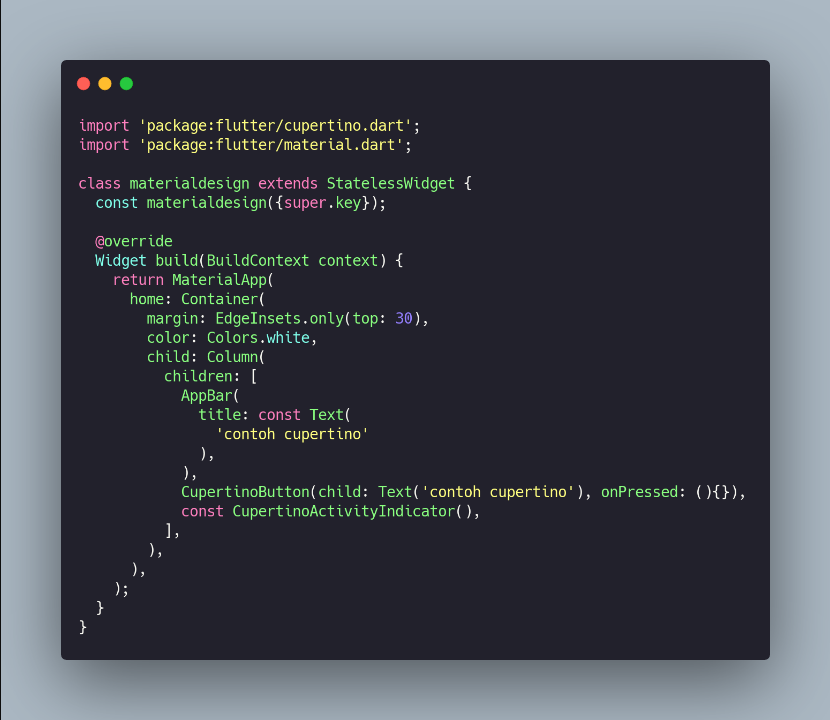 import 'package:flutter/cupertino.dart';
import 'package:flutter/material.dart';

class materialdesign extends StatelessWidget {
  const materialdesign({super.key});

  @override
  Widget build(BuildContext context) {
    return MaterialApp(
      home: Container(
        margin: EdgeInsets.only(top: 30),
        color: Colors.white,
        child: Column(
          children: [
            AppBar(
              title: const Text(
                'contoh cupertino'
              ),
            ),
            CupertinoButton(child: Text('contoh cupertino'), onPressed: (){}),
            const CupertinoActivityIndicator(),
          ],
        ),
      ),
    );
  }
}